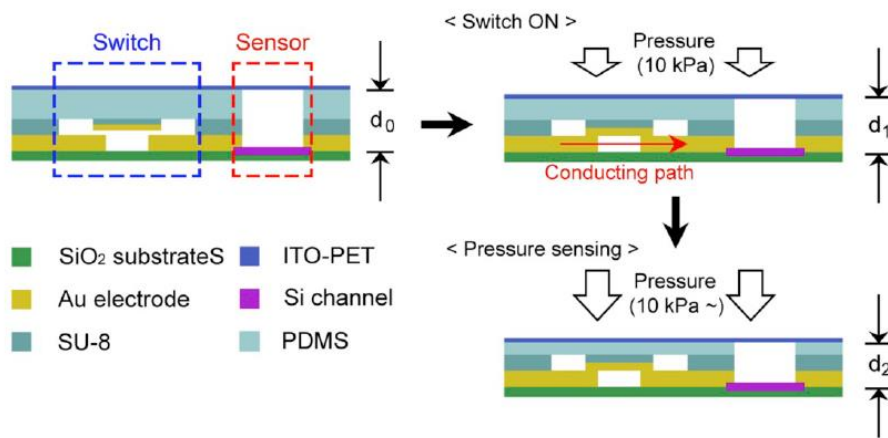 Switch
Sensor
d0
< Switch ON >
Pressure
(10 kPa)
d1
Conducting path
< Pressure sensing >
Pressure
(10 kPa ~)
d2
SiO2 substrateS
ITO-PET
Au electrode
Si channel
SU-8
PDMS